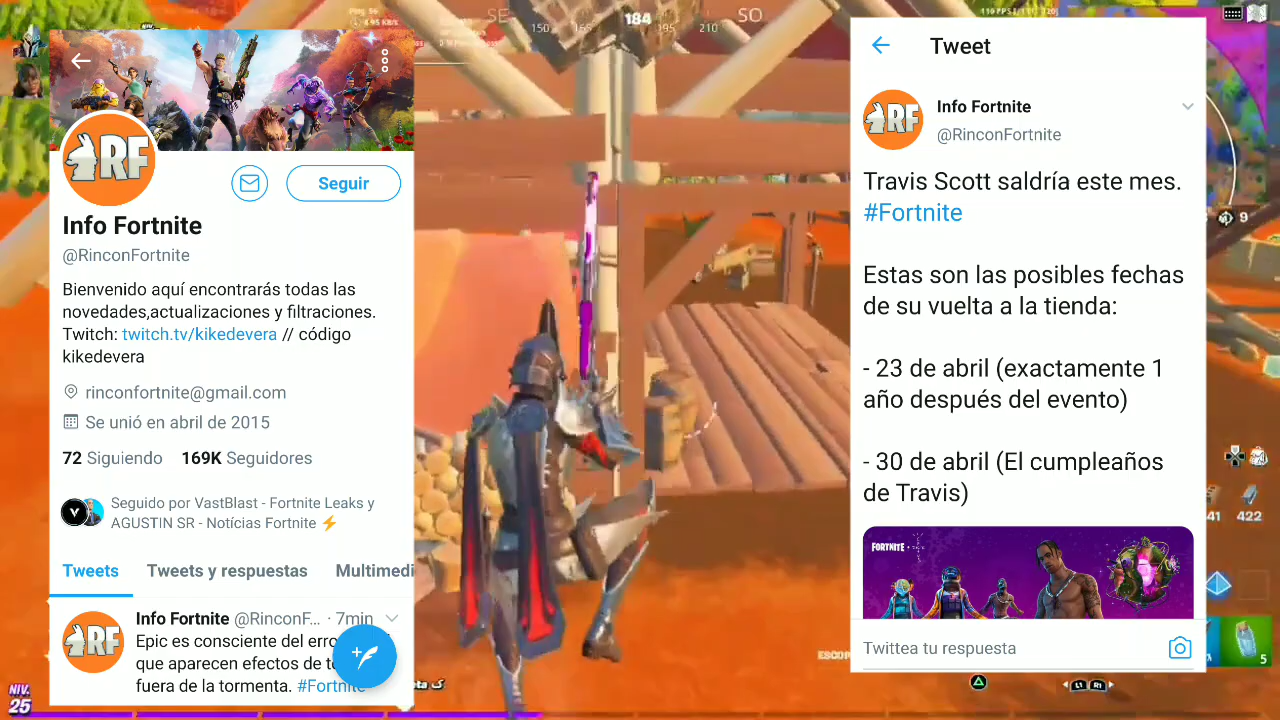 Info Fortnite
@RinconFortnite
Seguir
Bienvenido aquí encontrarás todas las
novedades,actualizaciones y filtraciones.
Twitch: twitch.tv/kikedevera // código
kikedevera
rinconfortnite@gmail.com
Se unió en abril de 2015
72 Siguiendo 169K Seguidores
Seguido por VastBlast - Fortnite Leaks y
AGUSTIN SR - Notícias Fortnite ⚡
Tweets Tweets y respuestas Multimedi
Info Fortnite @RinconF... · 7min
Epic es consciente del erro
que aparecen efectos de t
fuera de la tormenta. #Fortnite
RF
RF
SE 184 SO
150 165 195 210
Tweet
RF
Info Fortnite
@RinconFortnite
Travis Scott saldría este mes.
#Fortnite
Estas son las posibles fechas
de su vuelta a la tienda:
- 23 de abril (exactamente 1
año después del evento)
- 30 de abril (El cumpleaños
de Travis)
FORTNITE
Twittea tu respuesta
9
41 422
5
L1 R1
NIV.
25